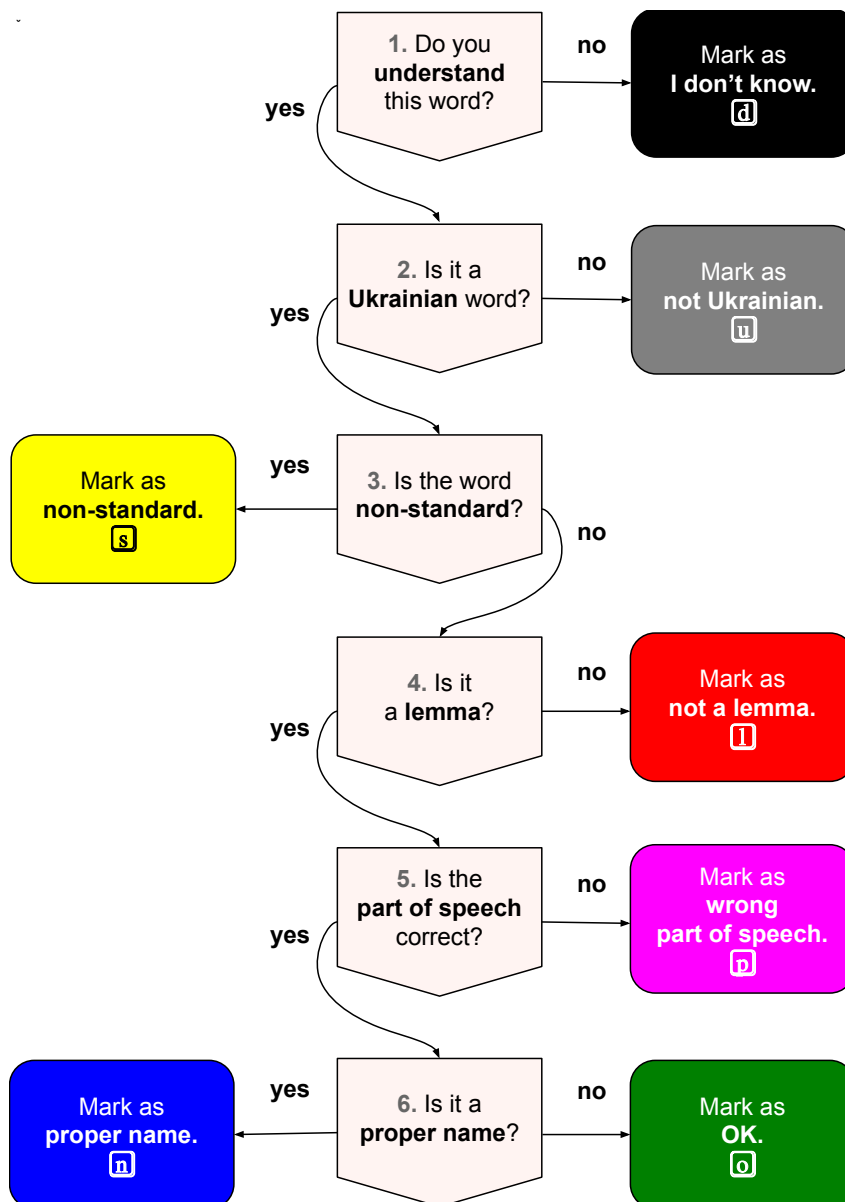 1. Do you
understand
this word?
no
Mark as
I don't know.
d
yes
2. Is it a
Ukrainian word?
no
Mark as
not Ukrainian.
u
yes
3. Is the word
non-standard?
yes
Mark as
non-standard.
s
no
4. Is it
a lemma?
no
Mark as
not a lemma.
l
yes
5. Is the
part of speech
correct?
no
Mark as
wrong
part of speech.
p
yes
6. Is it a
proper name?
yes
Mark as
proper name.
n
no
Mark as
OK.
o